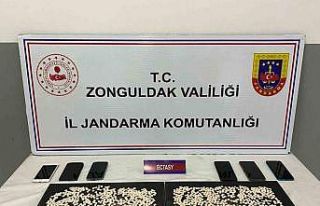 T.C.
ZONGULDAK VALİLİĞİ
İL JANDARMA KOMUTANLIĞI
ECTASY